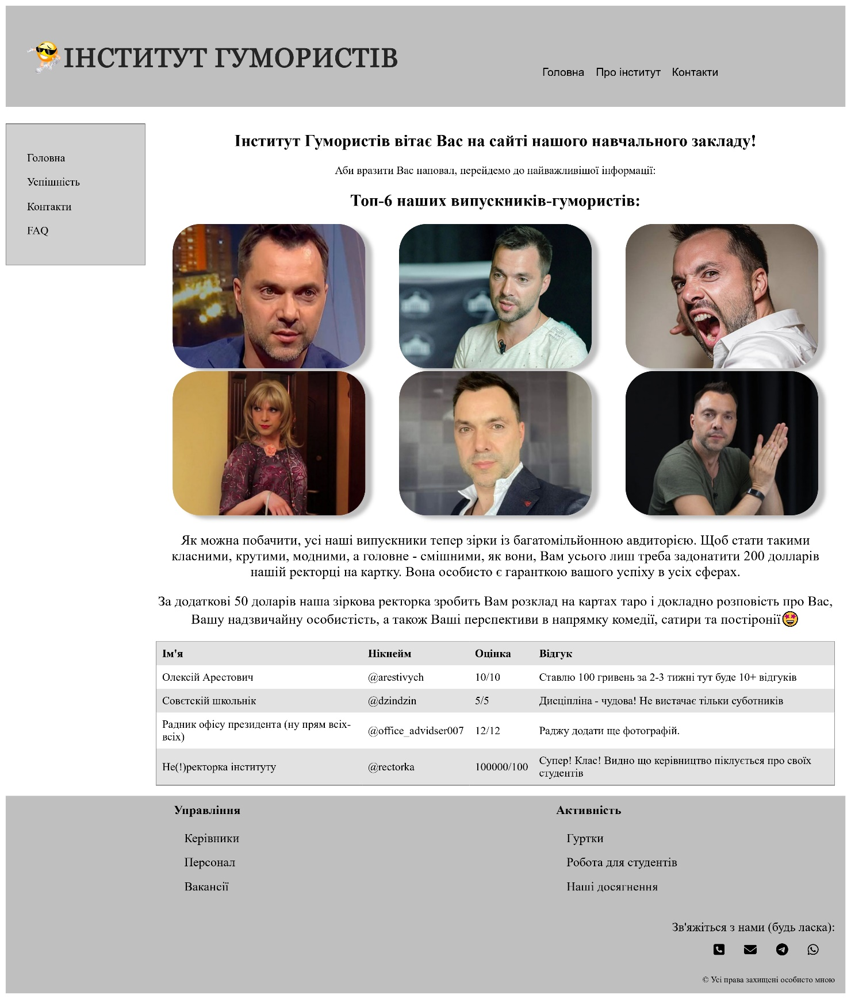 ІНСТИТУТ ГУМОРИСТІВ
Головна Про інститут Контакти
Головна
Успішність
Контакти
FAQ
Інститут Гумористів вітає Вас на сайті нашого навчального закладу!
Аби вразити Вас наповал, перейдемо до найважливішої інформації:
Топ-6 наших випускників-гумористів:
Як можна побачити, усі наші випускники тепер зірки із багатомільйонною авдиторією. Щоб стати такими
класними, крутими, модними, а головне - смішними, як вони, Вам усього лиш треба задонатити 200 долларів
нашій ректорці на картку. Вона особисто є гаранткою вашого успіху в усіх сферах.
За додаткові 50 доларів наша зіркова ректорка зробить Вам розклад на картах таро і докладно розповість про Вас,
Вашу надзвичайну особистість, а також Ваші перспективи в напрямку комедії, сатири та постіронії🤩
Ім'я Нікнейм Оцінка Відгук
Олексій Арестович @arestivych 10/10 Ставлю 100 гривень за 2-3 тижні тут буде 10+ відгуків
Совєтскій школьнік @dzindzin 5/5 Дисціпліна - чудова! Не вистачає тільки суботників
Радник офісу президента (ну прям всіх-
всіх) @office_advidser007 12/12 Раджу додати ще фотографій.
Не(!)ректорка інституту @rectorka 100000/100 Супер! Клас! Видно що керівництво піклується про своїх
студентів
Управління
Керівники
Персонал
Вакансії
Активність
Гуртки
Робота для студентів
Наші досягнення
Зв'яжіться з нами (будь ласка):
© Усі права захищені особисто мною